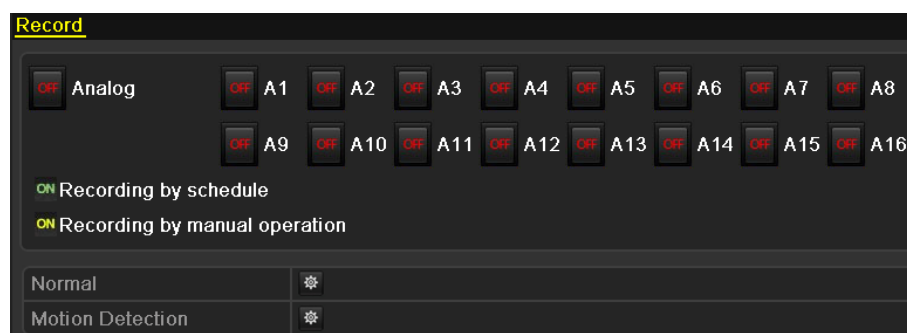 Record
OFF Analog OFF A1 OFF A2 OFF A3 OFF A4 OFF A5 OFF A6 OFF A7 OFF A8
OFF A9 OFF A10 OFF A11 OFF A12 OFF A13 OFF A14 OFF A15 OFF A16
ON Recording by schedule
ON Recording by manual operation
Normal
Motion Detection